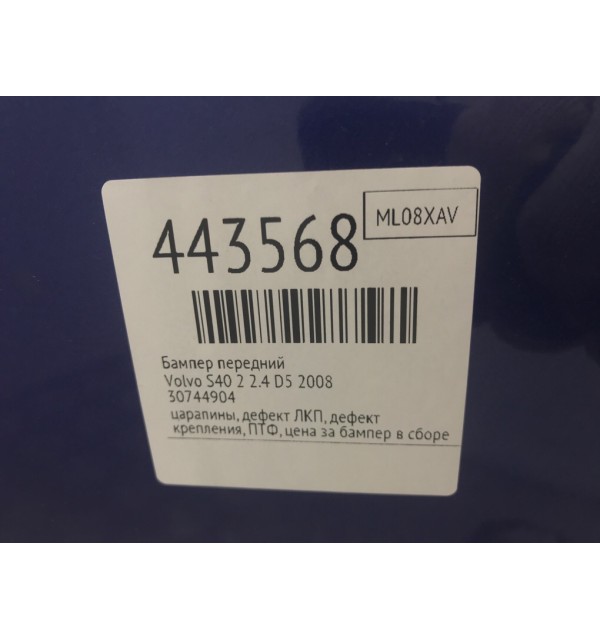 443568
ML08XAV
Бампер передний
Volvo S40 2 2.4 D5 2008
30744904
царапины, дефект ЛКП, дефект
крепления, ПТФ, цена за бампер в сборе